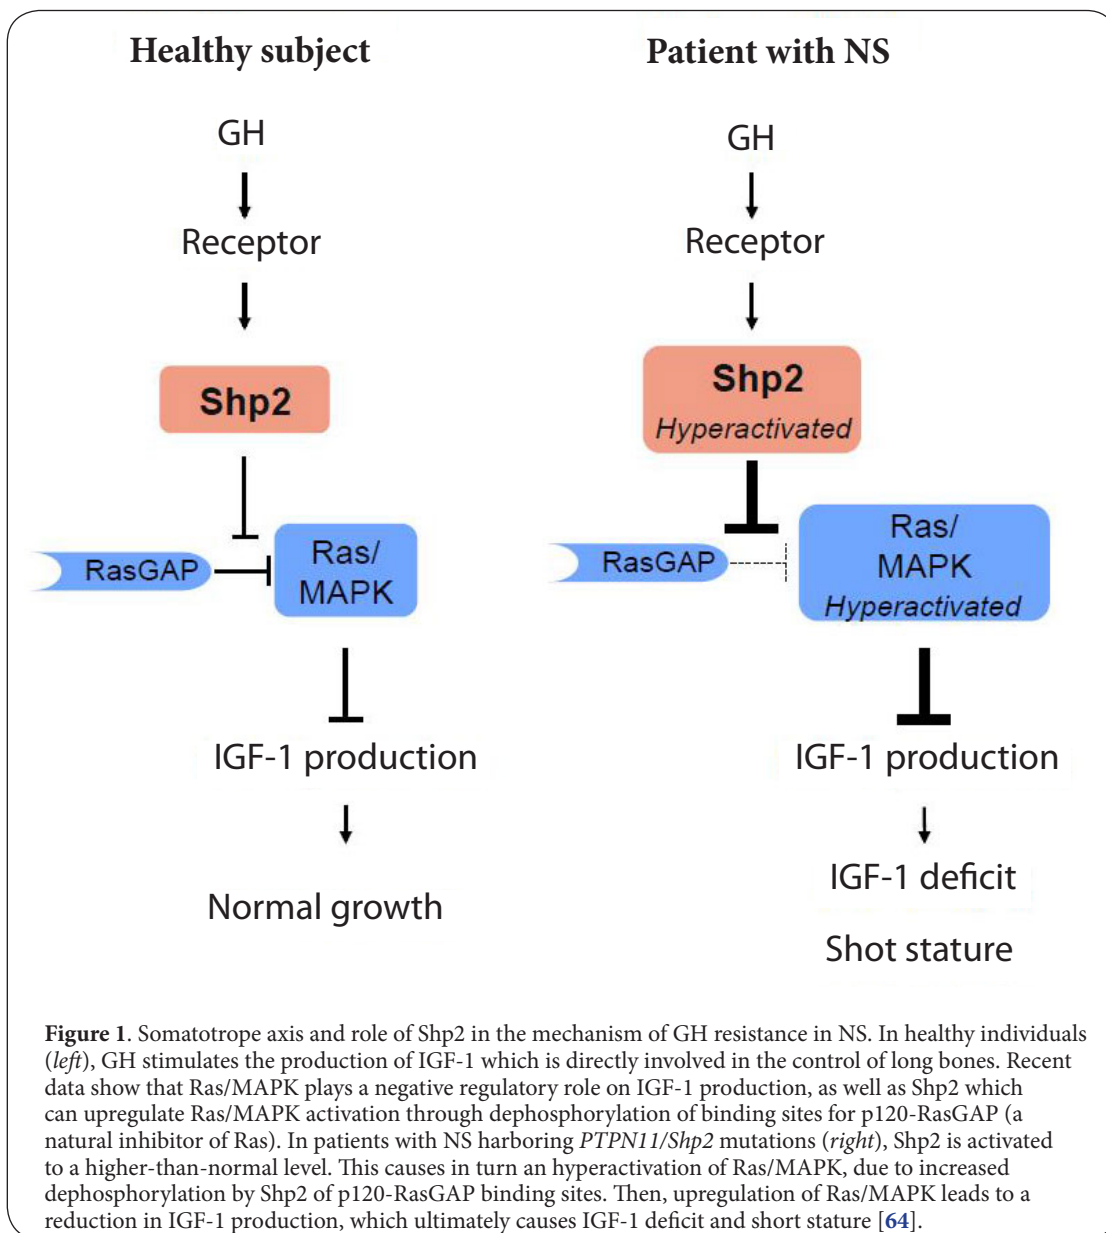 Healthy subject
GH
Receptor
Shp2
RasGAP
Ras/
MAPK
IGF-1 production
Normal growth
Patient with NS
GH
Receptor
Shp2
Hyperactivated
RasGAP
Ras/
MAPK
Hyperactivated
IGF-1 production
IGF-1 deficit
Shot stature
Figure 1. Somatotrope axis and role of Shp2 in the mechanism of GH resistance in NS. In healthy individuals
(left), GH stimulates the production of IGF-1 which is directly involved in the control of long bones. Recent
data show that Ras/MAPK plays a negative regulatory role on IGF-1 production, as well as Shp2 which
can upregulate Ras/MAPK activation through dephosphorylation of binding sites for p120-RasGAP (a
natural inhibitor of Ras). In patients with NS harboring PTPN11/Shp2 mutations (right), Shp2 is activated
to a higher-than-normal level. This causes in turn an hyperactivation of Ras/MAPK, due to increased
dephosphorylation by Shp2 of p120-RasGAP binding sites. Then, upregulation of Ras/MAPK leads to a
reduction in IGF-1 production, which ultimately causes IGF-1 deficit and short stature [64].